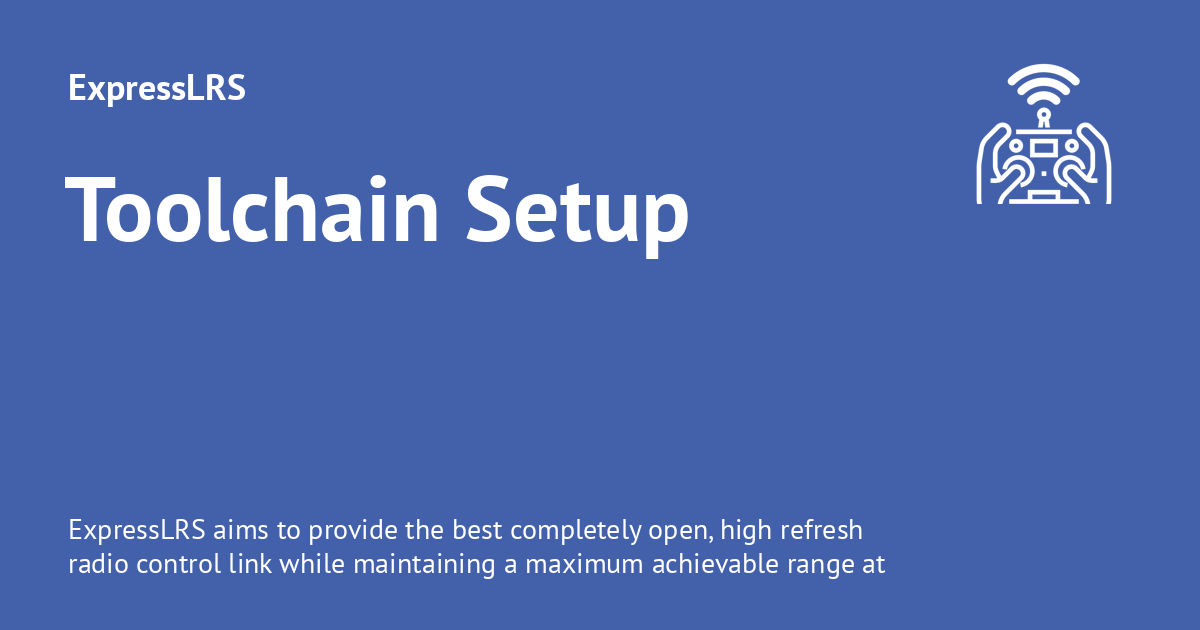 ExpressLRS
Toolchain Setup
ExpressLRS aims to provide the best completely open, high refresh
radio control link while maintaining a maximum achievable range at